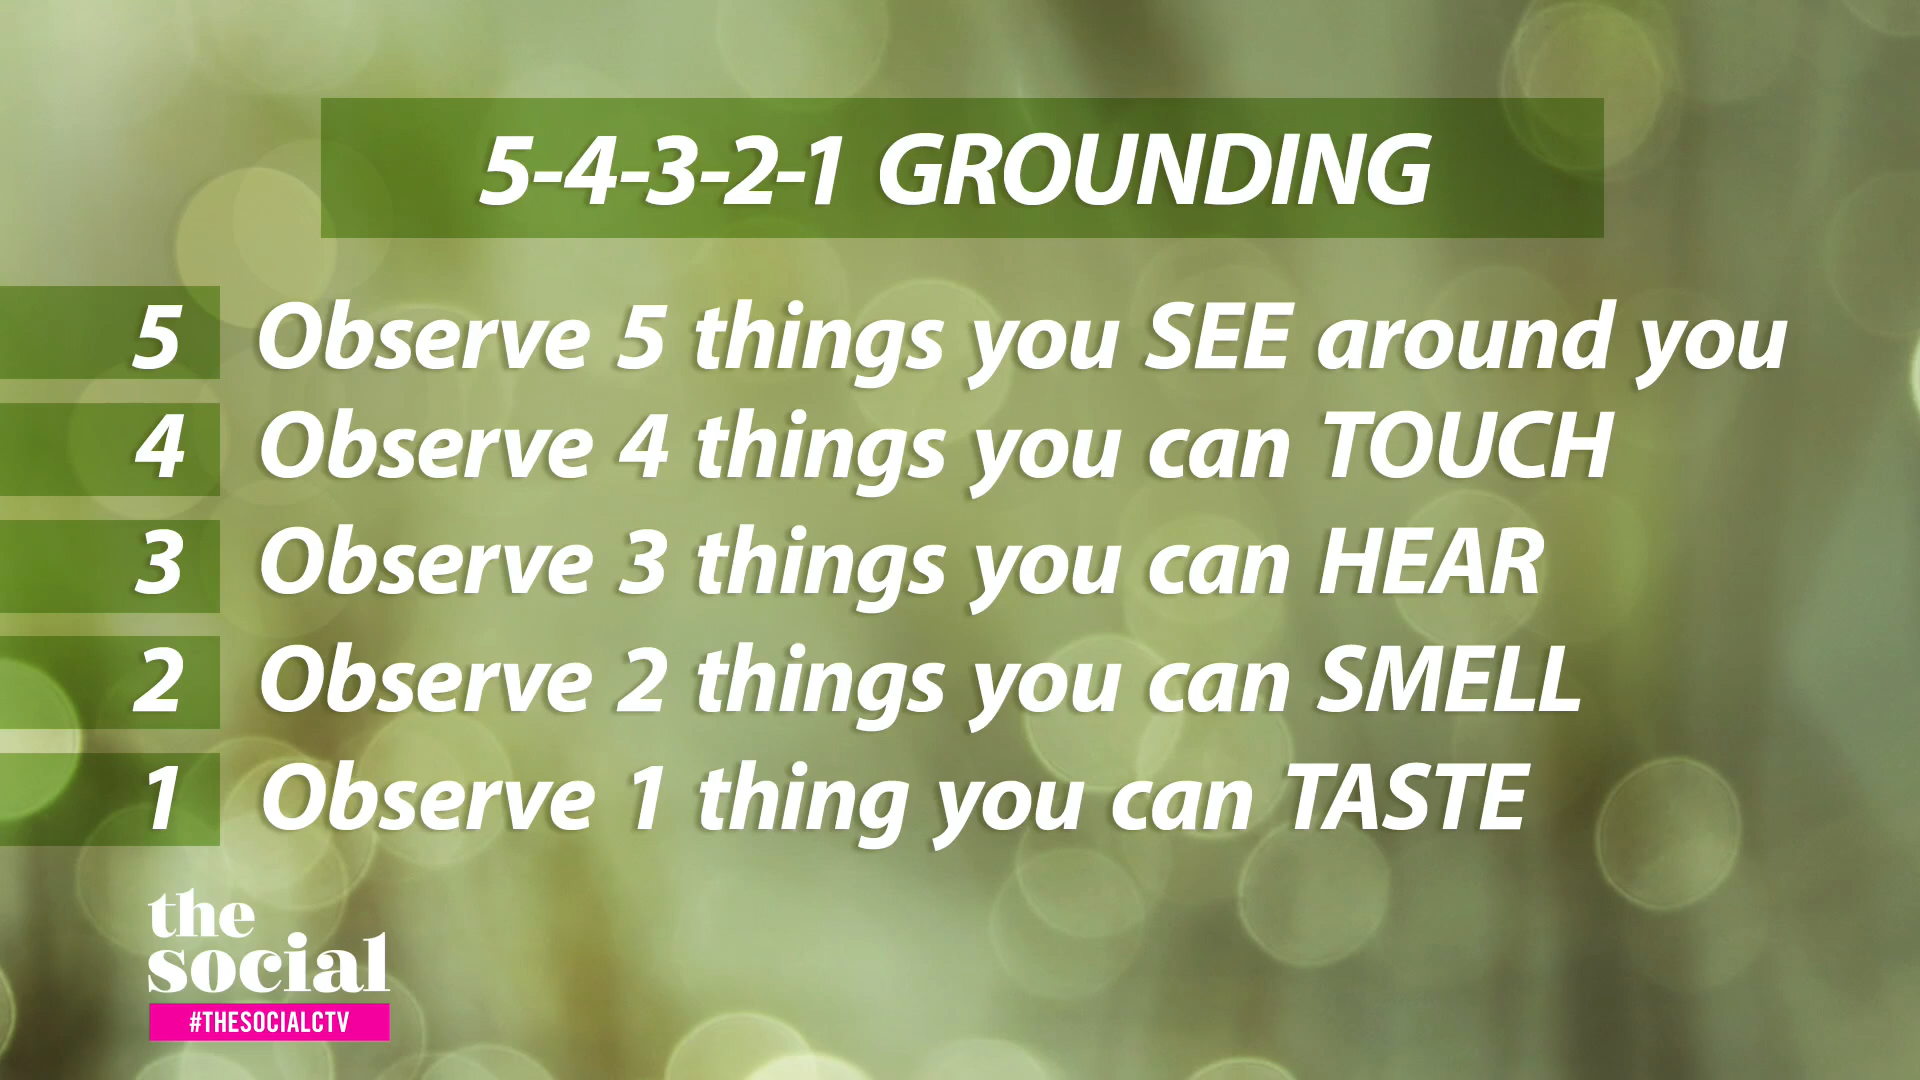 5-4-3-2-1 GROUNDING
5 Observe 5 things you SEE around you
4 Observe 4 things you can TOUCH
3 Observe 3 things you can HEAR
2 Observe 2 things you can SMELL
1 Observe 1 thing you can TASTE
the
social
#THESOCIALCTV